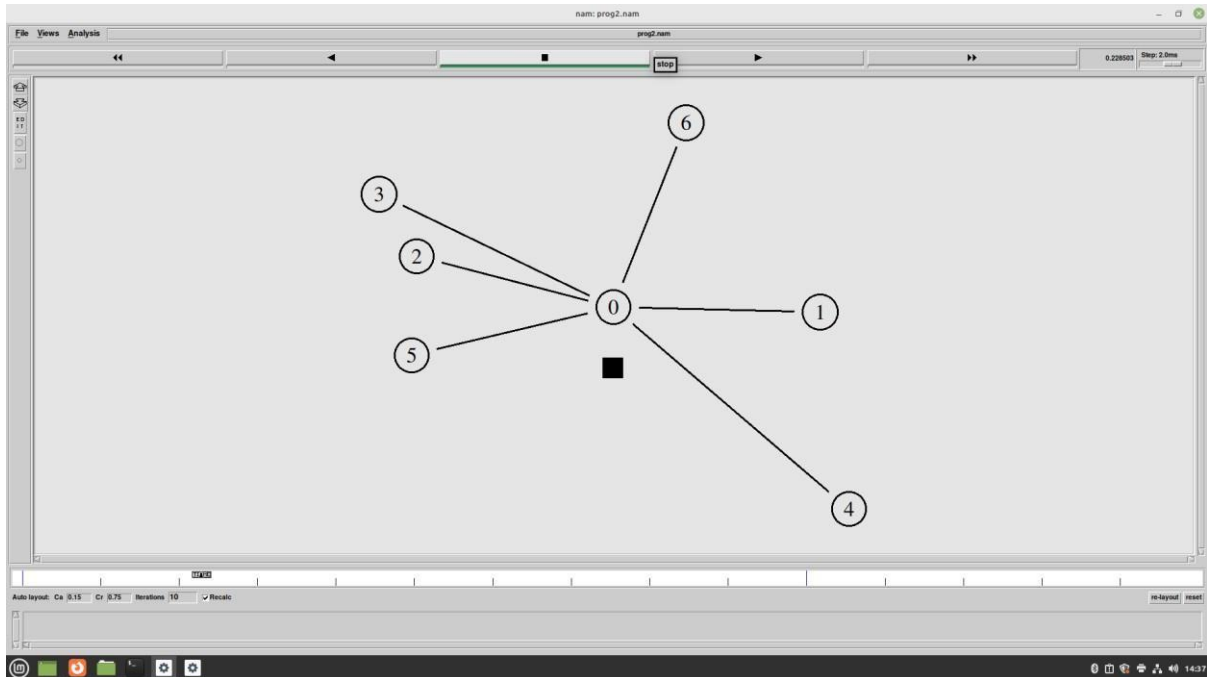 nam: prog2.nam
File Views Analysis prog2.nam
stop
0.228503 Step: 2.0ms
6
3
2
0
1
5
4
Auto layout: Ca 0.15 Cr 0.75 Iterations 10 Recalc re-layout reset
14:37